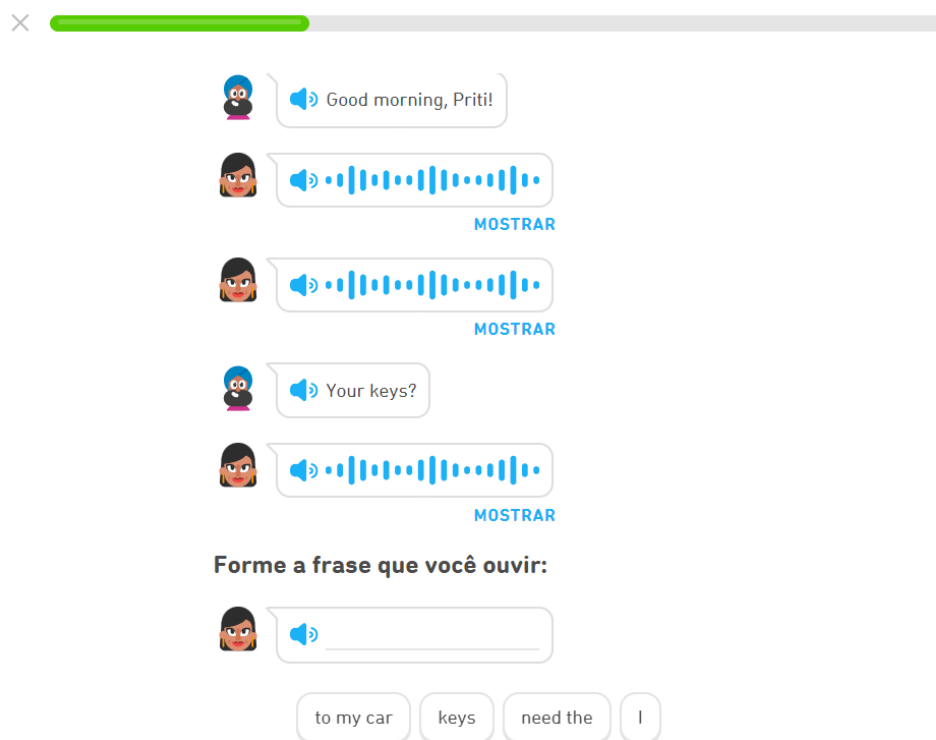 Good morning, Priti!
MOSTRAR
MOSTRAR
Your keys?
MOSTRAR
Forme a frase que você ouvir:
to my car keys need the I